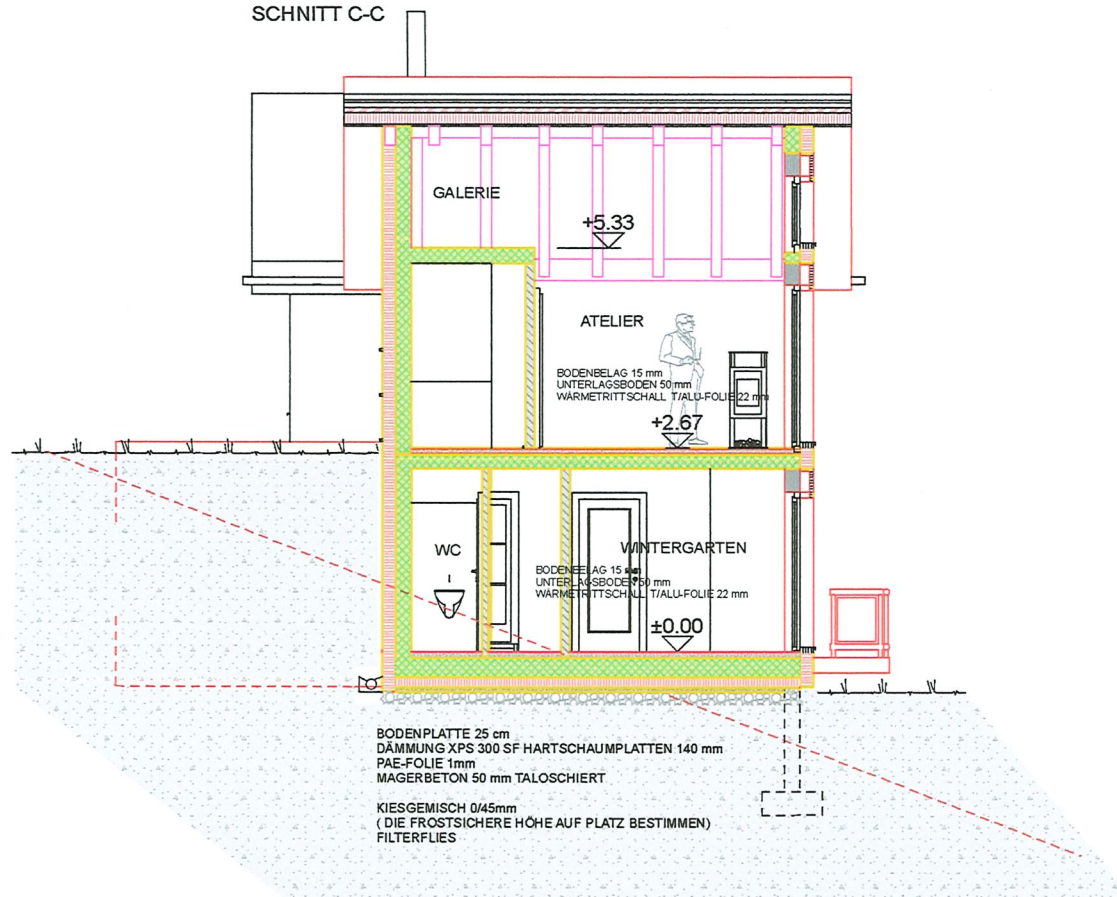 SCHNITT C-C
GALERIE
+5.33
ATELIER
BODENBELAG 15 mm
UNTERLAGSBODEN 50 mm
WÄRMETRITTSCHALL T/ALU-FOLIE 22 mm
+2.67
WC
WINTERGARTEN
BODENBELAG 15 mm
UNTERLAGSBODEN 50 mm
WÄRMETRITTSCHALL T/ALU-FOLIE 22 mm
±0.00
BODENPLATTE 25 cm
DÄMMUNG XPS 300 SF HARTSCHAUMPLATTEN 140 mm
PAE-FOLIE 1mm
MAGERBETON 50 mm TALOSCHIERT
KIESGEMISCH 0/45mm
( DIE FROSTSICHERE HÖHE AUF PLATZ BESTIMMEN)
FILTERFLIES